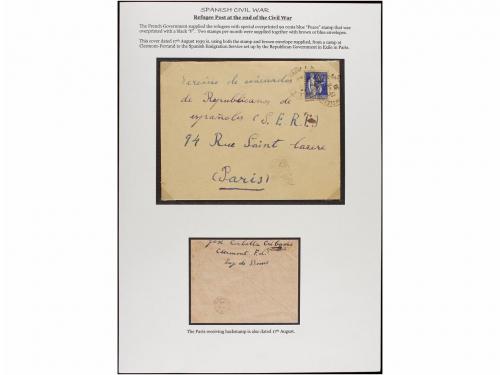 SPANISH CIVIL WAR
Refugee Post at the end of the Civil War
The French Government supplied the refugees with special overprinted 90 cents blue "Peace" stamp that was
overprinted with a black "F". Two stamps per month were supplied together with brown or blue envelopes.
This cover dated 17th August 1939 is, using both the stamp and brown envelope supplied, from a camp at
Clermont-Ferrand to the Spanish Emigration Service set up by the Republican Government in Exile in Paris.
de Republicanos de
españoles (S.E.R.E)
94 Rue Saint
(Paris)
José
Clermont F.d.
Puy de Dome
The Paris receiving backstamp is also dated 17th August.